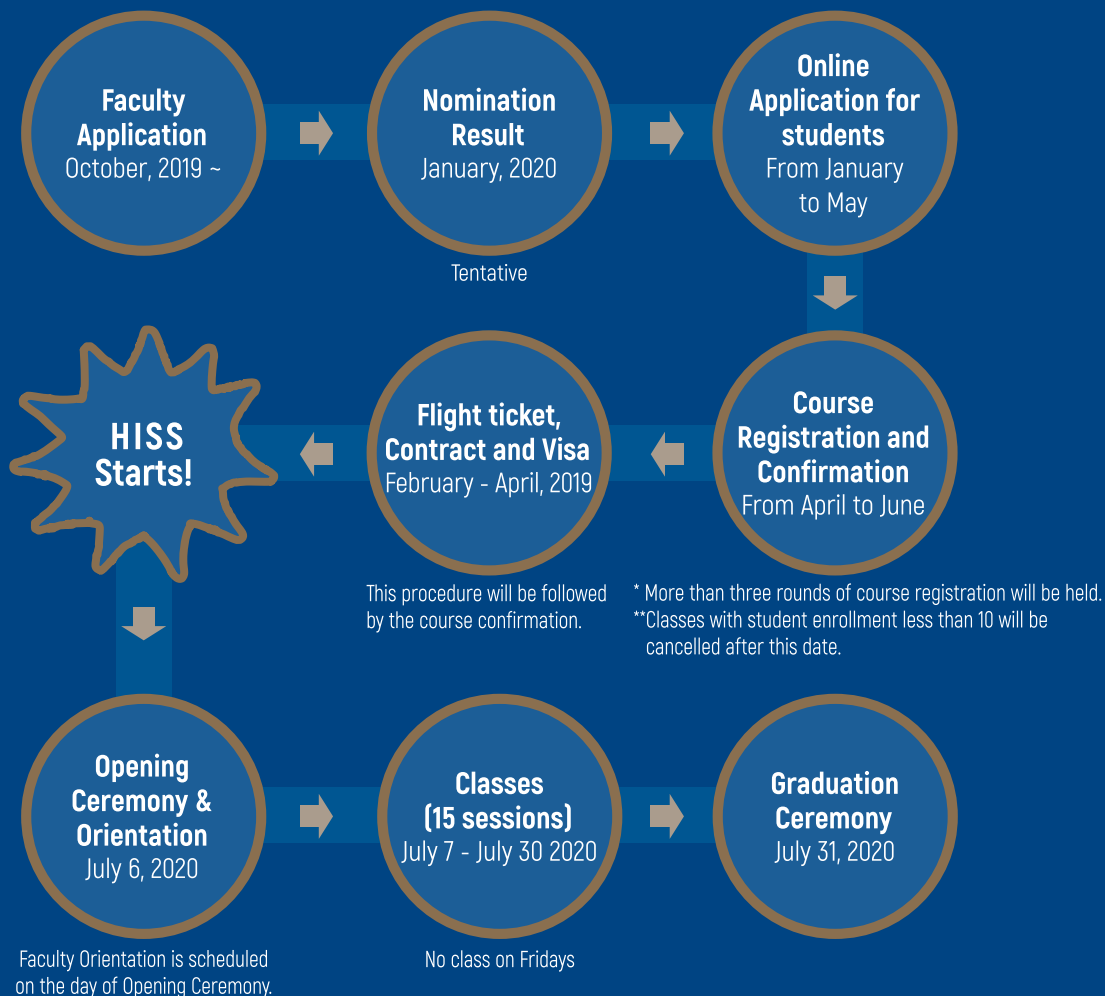 Faculty
Application
October, 2019 ~
Nomination
Result
January, 2020
Tentative
Online
Application for
students
From January
to May
Course
Registration and
Confirmation
From April to June
* More than three rounds of course registration will be held.
**Classes with student enrollment less than 10 will be
cancelled after this date.
Flight ticket,
Contract and Visa
February - April, 2019
This procedure will be followed
by the course confirmation.
HISS
Starts!
Opening
Ceremony &
Orientation
July 6, 2020
Faculty Orientation is scheduled
on the day of Opening Ceremony.
Classes
(15 sessions)
July 7 - July 30 2020
No class on Fridays
Graduation
Ceremony
July 31, 2020